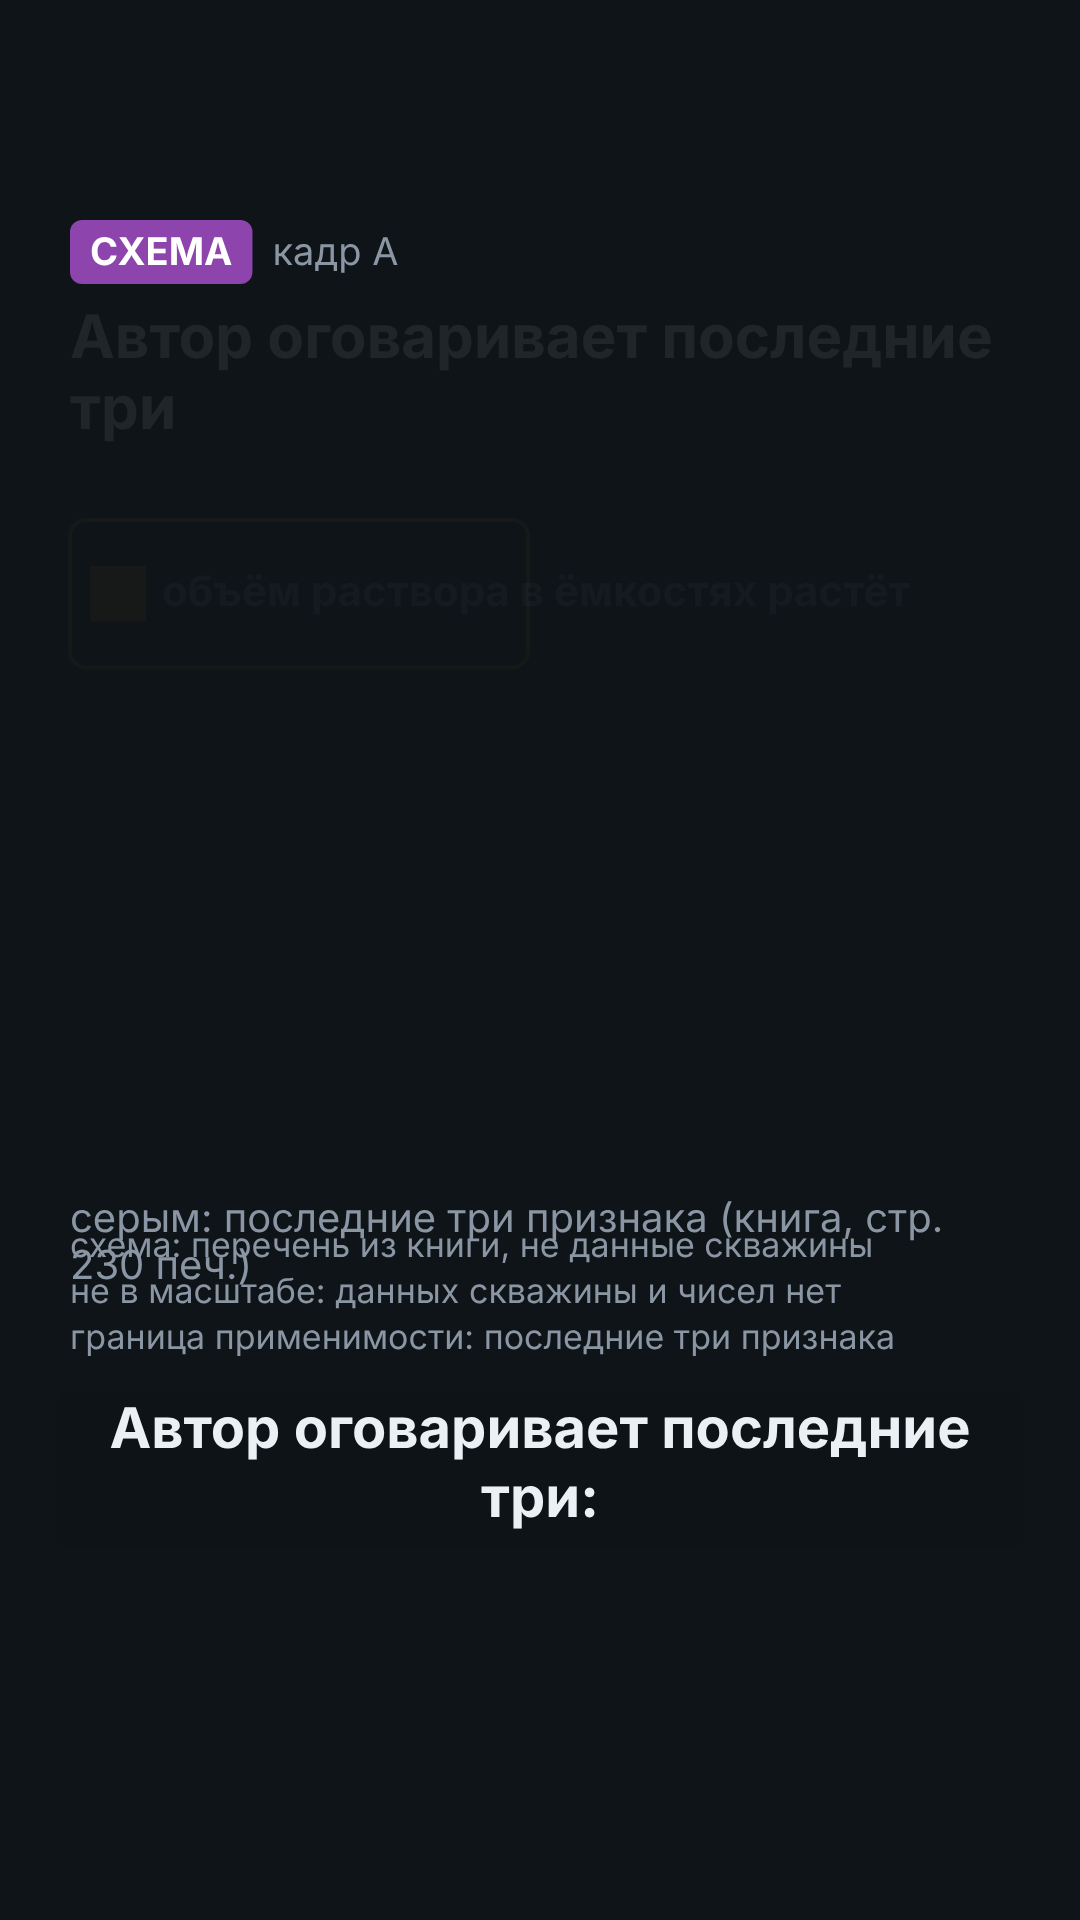 СХЕМА кадр А
Автор оговаривает последние
три
объём раствора в ёмкостях растёт
серым: последние три признака (книга, стр.
схема: перечень из книги, не данные скважины
230 печ.)
не в масштабе: данных скважины и чисел нет
граница применимости: последние три признака
Автор оговаривает последние
три: